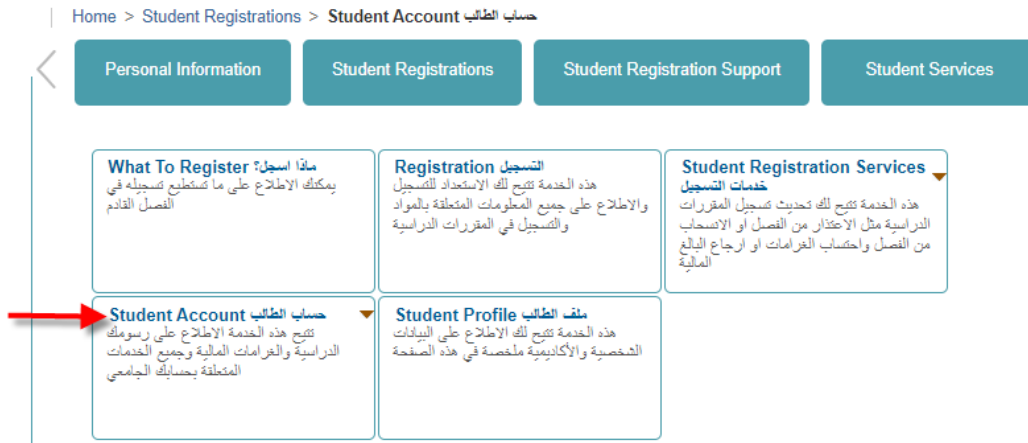 Home > Student Registrations > Student Account حساب الطالب
Personal Information
Student Registrations
Student Registration Support
Student Services
What To Register ماذا اسجل؟
يمكنك الاطلاع على ما تستطيع تسجيله في
الفصل القادم
Registration التسجيل
هذه الخدمة تتيح لك الاستعداد للتسجيل
والاطلاع على جميع المعلومات المتعلقة بالمواد
والتسجيل في المقررات الدراسية
Student Registration Services
خدمات التسجيل
هذه الخدمة تتيح لك تحديث تسجيل المقررات
الدراسية مثل الاعتذار من الفصل أو الانسحاب
من الفصل واحتساب الغرامات او ارجاع البالغ
المالية
Student Account حساب الطالب
تتيح هذه الخدمة الاطلاع على رسومك
الدراسية والغرامات المالية وجميع الخدمات
المتعلقة بحسابك الجامعي
Student Profile ملف الطالب
هذه الخدمة تتيح لك الاطلاع على البيانات
الشخصية والأكاديمية ملخصة في هذه الصفحة